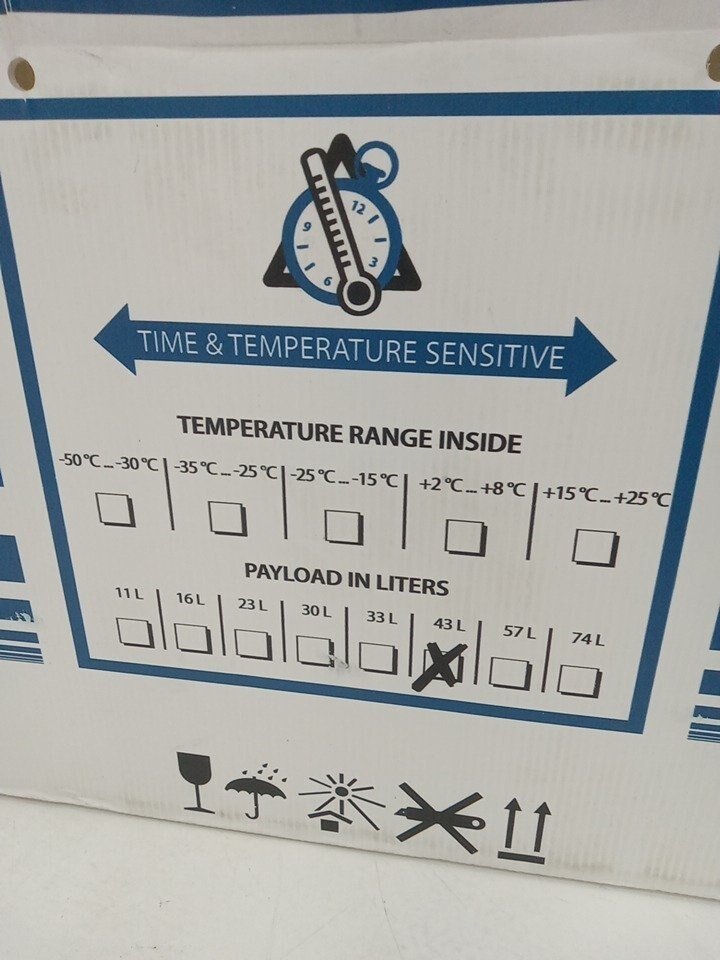 12
9
3
6
TIME & TEMPERATURE SENSITIVE
TEMPERATURE RANGE INSIDE
-50°C...-30°C -35°C...-25°C -25°C...-15°C +2°C...+8°C +15°C...+25°C
PAYLOAD IN LITERS
11 L 16 L 23 L 30 L 33 L 43 L 57 L 74 L